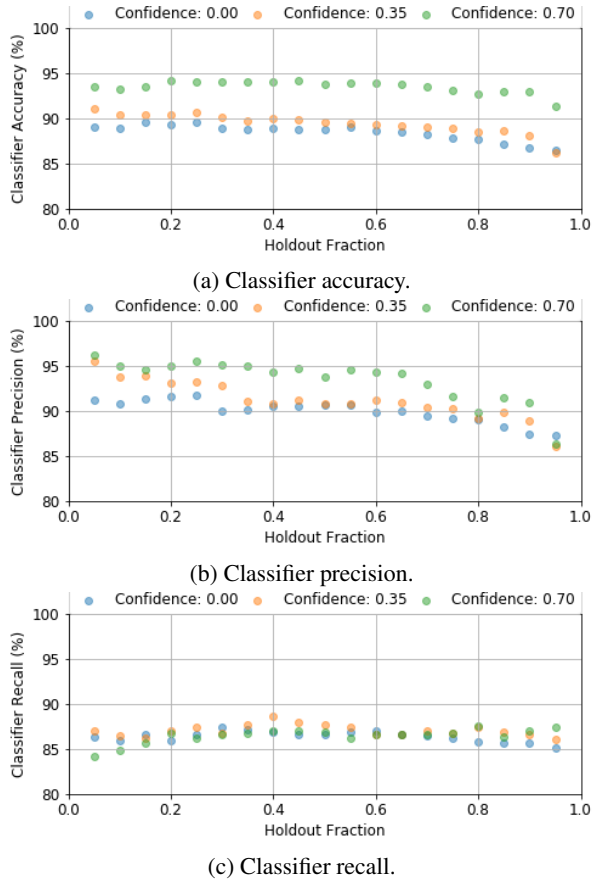 Confidence: 0.00 Confidence: 0.35 Confidence: 0.70
100
95
90
85
80
Classifier Accuracy (%)
0.0 0.2 0.4 0.6 0.8 1.0
Holdout Fraction
(a) Classifier accuracy.
Confidence: 0.00 Confidence: 0.35 Confidence: 0.70
100
95
90
85
80
Classifier Precision (%)
0.0 0.2 0.4 0.6 0.8 1.0
Holdout Fraction
(b) Classifier precision.
Confidence: 0.00 Confidence: 0.35 Confidence: 0.70
100
95
90
85
80
Classifier Recall (%)
0.0 0.2 0.4 0.6 0.8 1.0
Holdout Fraction
(c) Classifier recall.